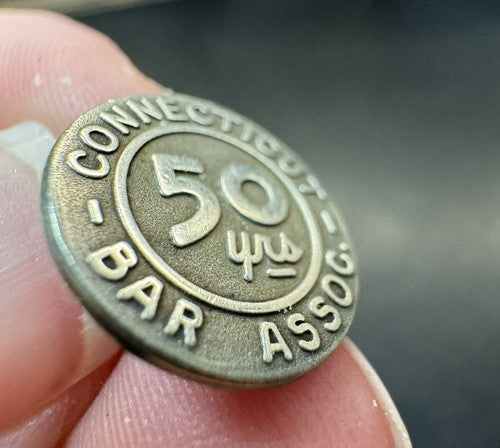 CONNECTICUT
- BAR ASSOC. -
50
yrs